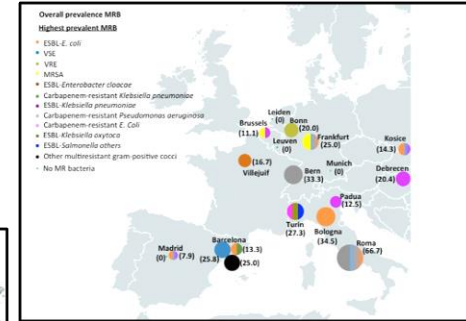 Overall prevalence MRB
Highest prevalent MRB
ESBL-E. coli
VSE
VRE
MRSA
ESBL-Enterobacter cloacae
Carbapenem-resistant Klebsiella pneumoniae
ESBL-Klebsiella pneumoniae
Carbapenem-resistant Pseudomonas aeruginosa
Carbapenem-resistant E. Coli
ESBL-Klebsiella oxytoca
ESBL-Salmonella others
Other multiresistant gram-positive cocci
No MR bacteria
Leiden
(0)
Brussels
(11.1)
Bonn
(20.0)
Leuven
(0)
Frankfurt
(25.0)
Kosice
(14.3)
(16.7)
Villejuif
Munich
(0)
Bern
(33.3)
Debrecen
(20.4)
Padua
(12.5)
Turin
(27.3)
Bologna
(34.5)
Roma
(66.7)
Barcelona
(13.3)
(25.8)
(25.0)
Madrid
(0)
(7.9)